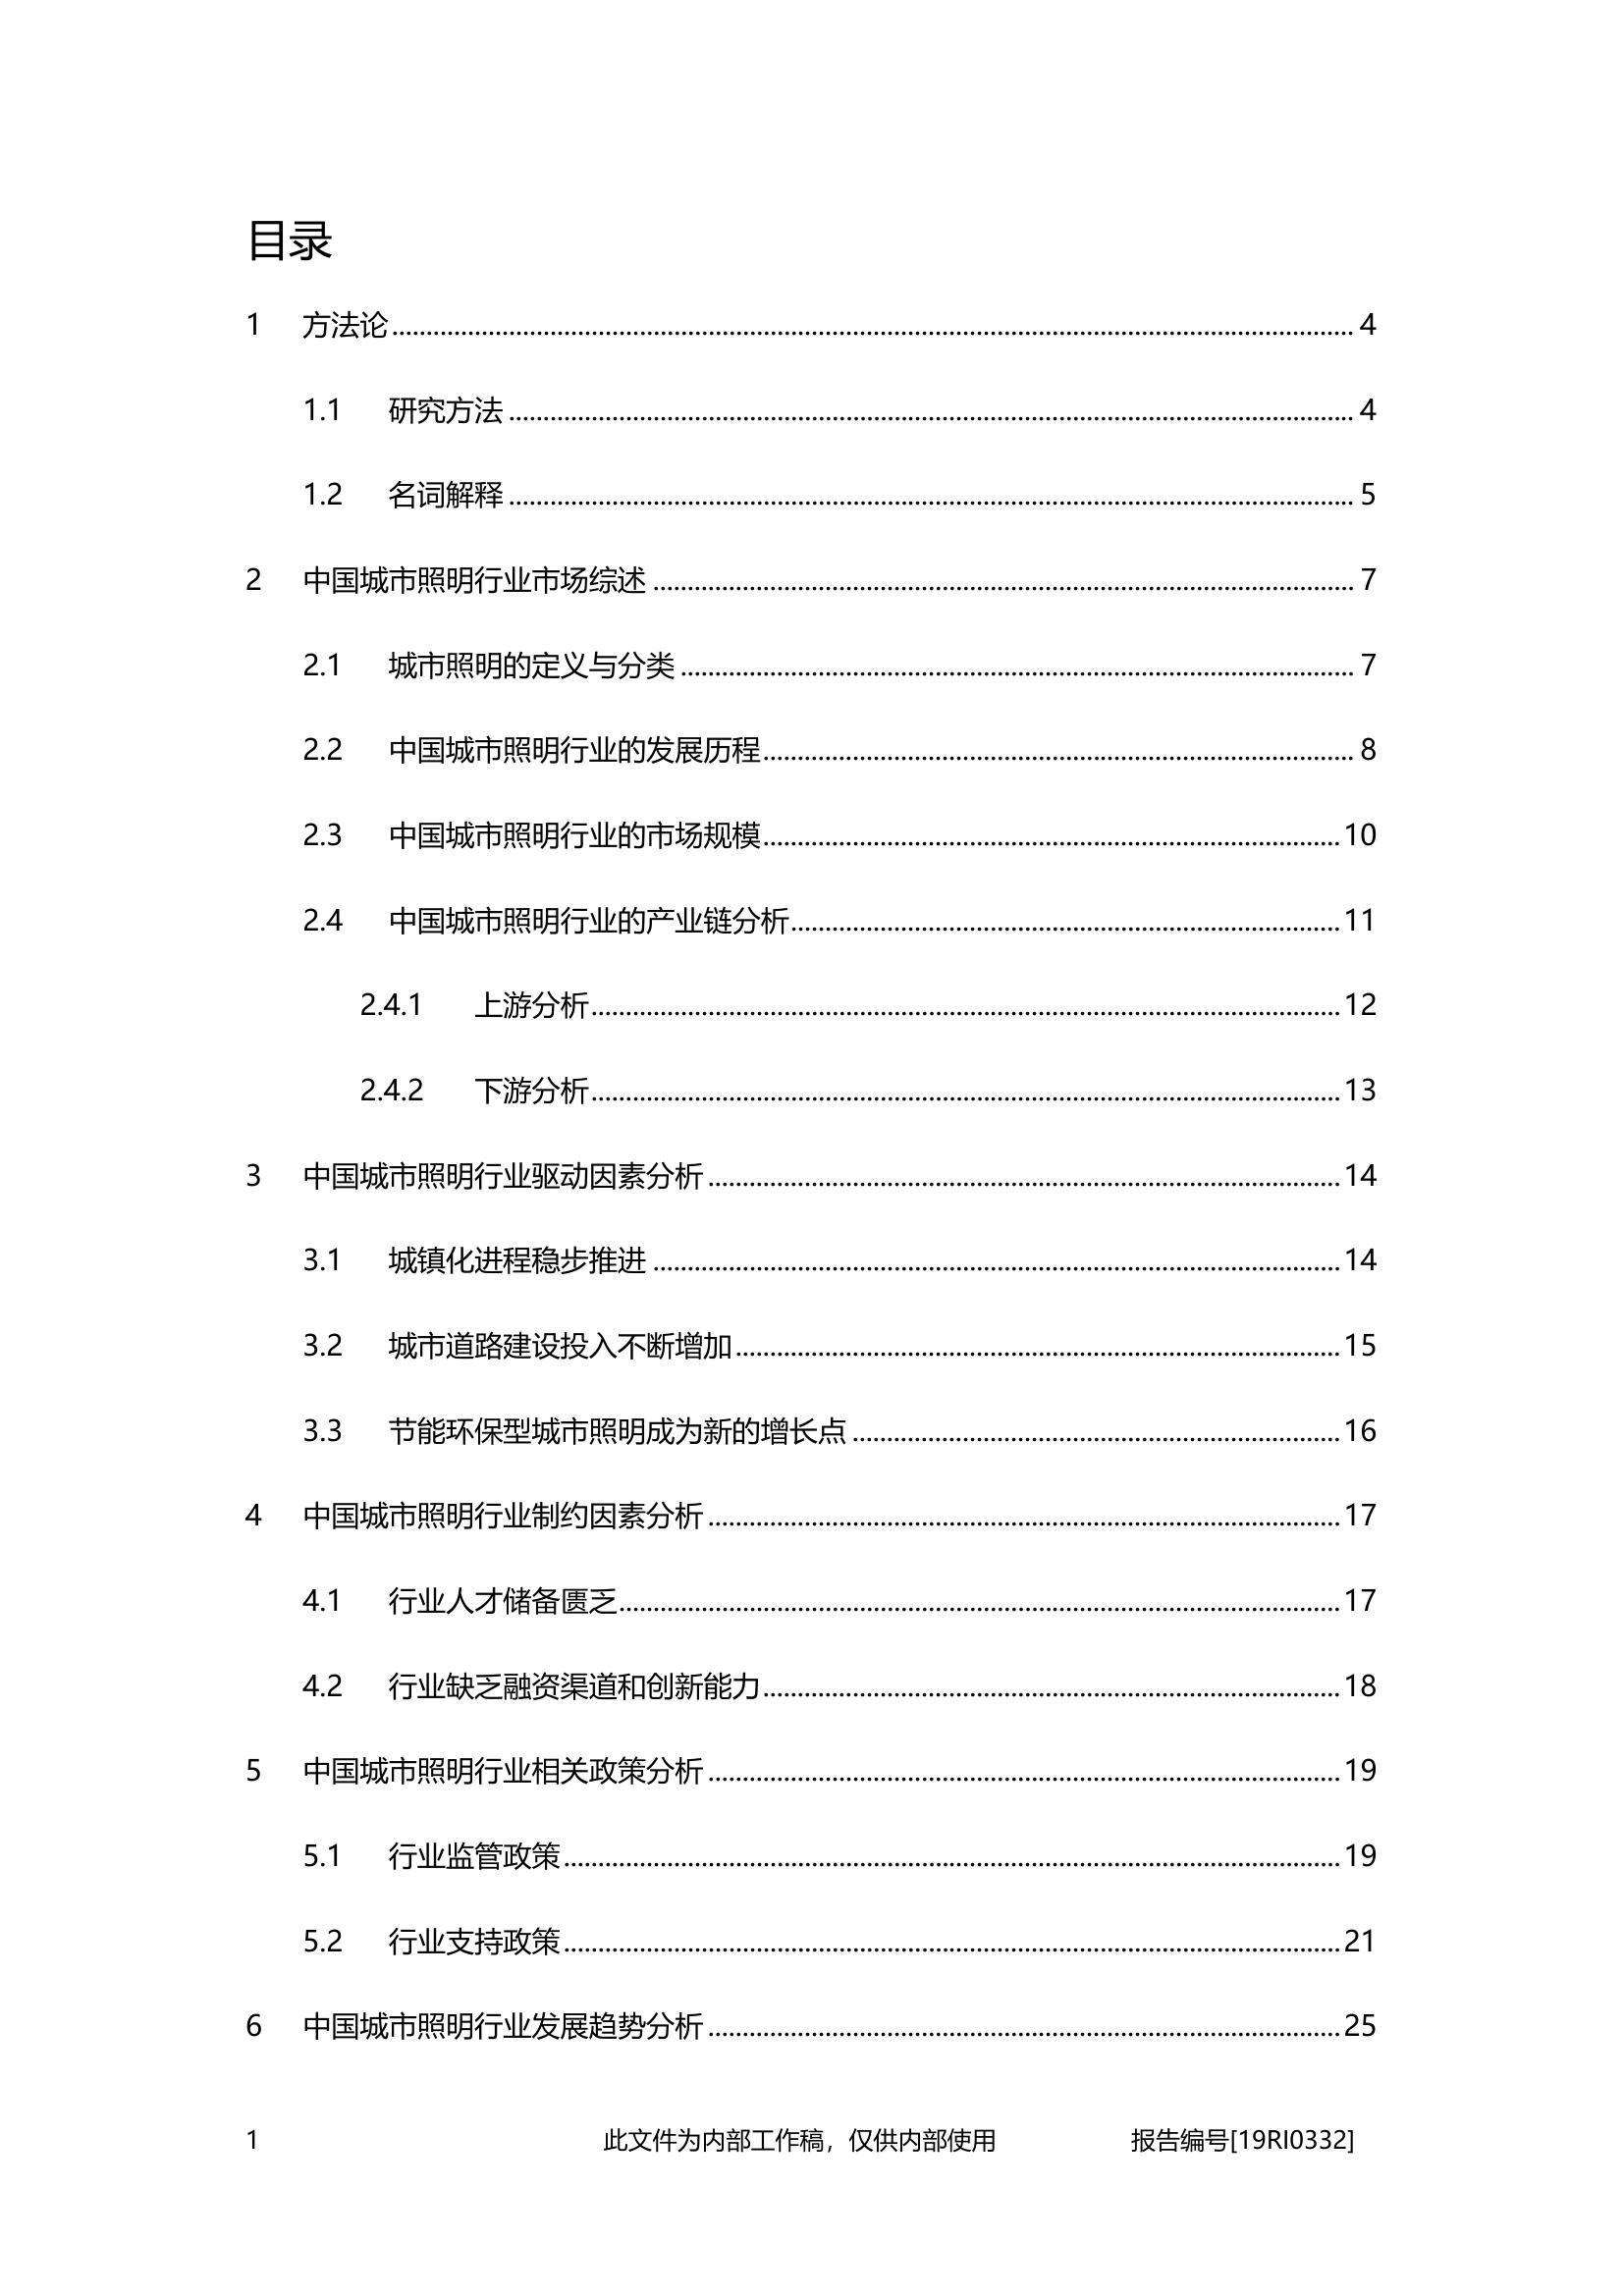 目录
1 方法论 4
1.1 研究方法 4
1.2 名词解释 5
2 中国城市照明行业市场综述 7
2.1 城市照明的定义与分类 7
2.2 中国城市照明行业的发展历程 8
2.3 中国城市照明行业的市场规模 10
2.4 中国城市照明行业的产业链分析 11
2.4.1 上游分析 12
2.4.2 下游分析 13
3 中国城市照明行业驱动因素分析 14
3.1 城镇化进程稳步推进 14
3.2 城市道路建设投入不断增加 15
3.3 节能环保型城市照明成为新的增长点 16
4 中国城市照明行业制约因素分析 17
4.1 行业人才储备匮乏 17
4.2 行业缺乏融资渠道和创新能力 18
5 中国城市照明行业相关政策分析 19
5.1 行业监管政策 19
5.2 行业支持政策 21
6 中国城市照明行业发展趋势分析 25
1 此文件为内部工作稿，仅供内部使用 报告编号[19RI0332]